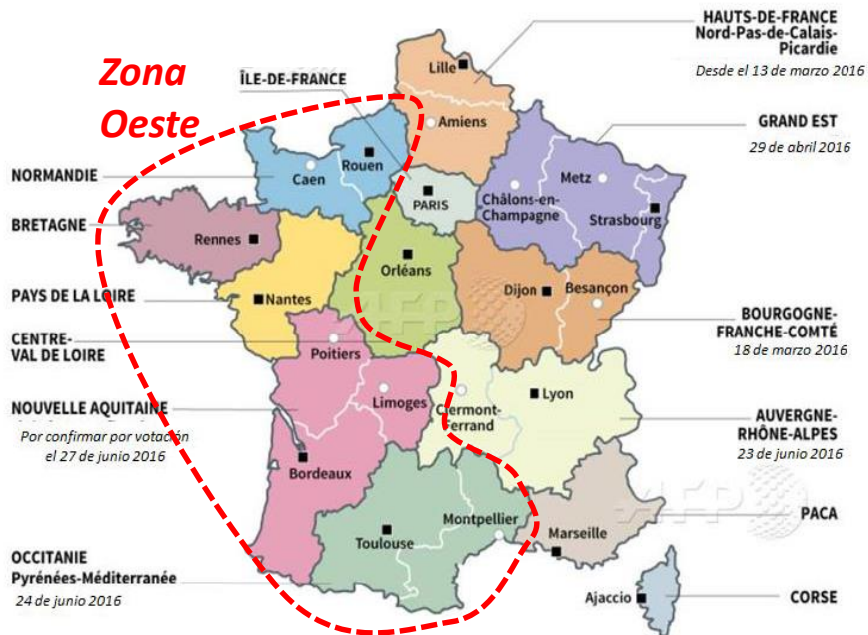 Zona
Oeste
ÎLE-DE-FRANCE
HAUTS-DE-FRANCE
Nord-Pas-de-Calais-
Picardie
Desde el 13 de marzo 2016
GRAND EST
29 de abril 2016
NORMANDIE
BRETAGNE
PAYS DE LA LOIRE
CENTRE-
VAL DE LOIRE
NOUVELLE AQUITAINE
Por confirmar por votación
el 27 de junio 2016
OCCITANIE
Pyrénées-Méditerranée
24 de junio 2016
BOURGOGNE-
FRANCHE-COMTÉ
18 de marzo 2016
AUVERGNE-
RHÔNE-ALPES
23 de junio 2016
PACA
CORSE
Lille
Amiens
Rouen
Caen
PARIS
Châlons-en-
Champagne
Metz
Strasbourg
Rennes
Orléans
Nantes
Dijon
Besançon
Poitiers
Limoges
Clermont-
Ferrand
Lyon
Bordeaux
Toulouse
Montpellier
Marseille
Ajaccio
AFP
AFP